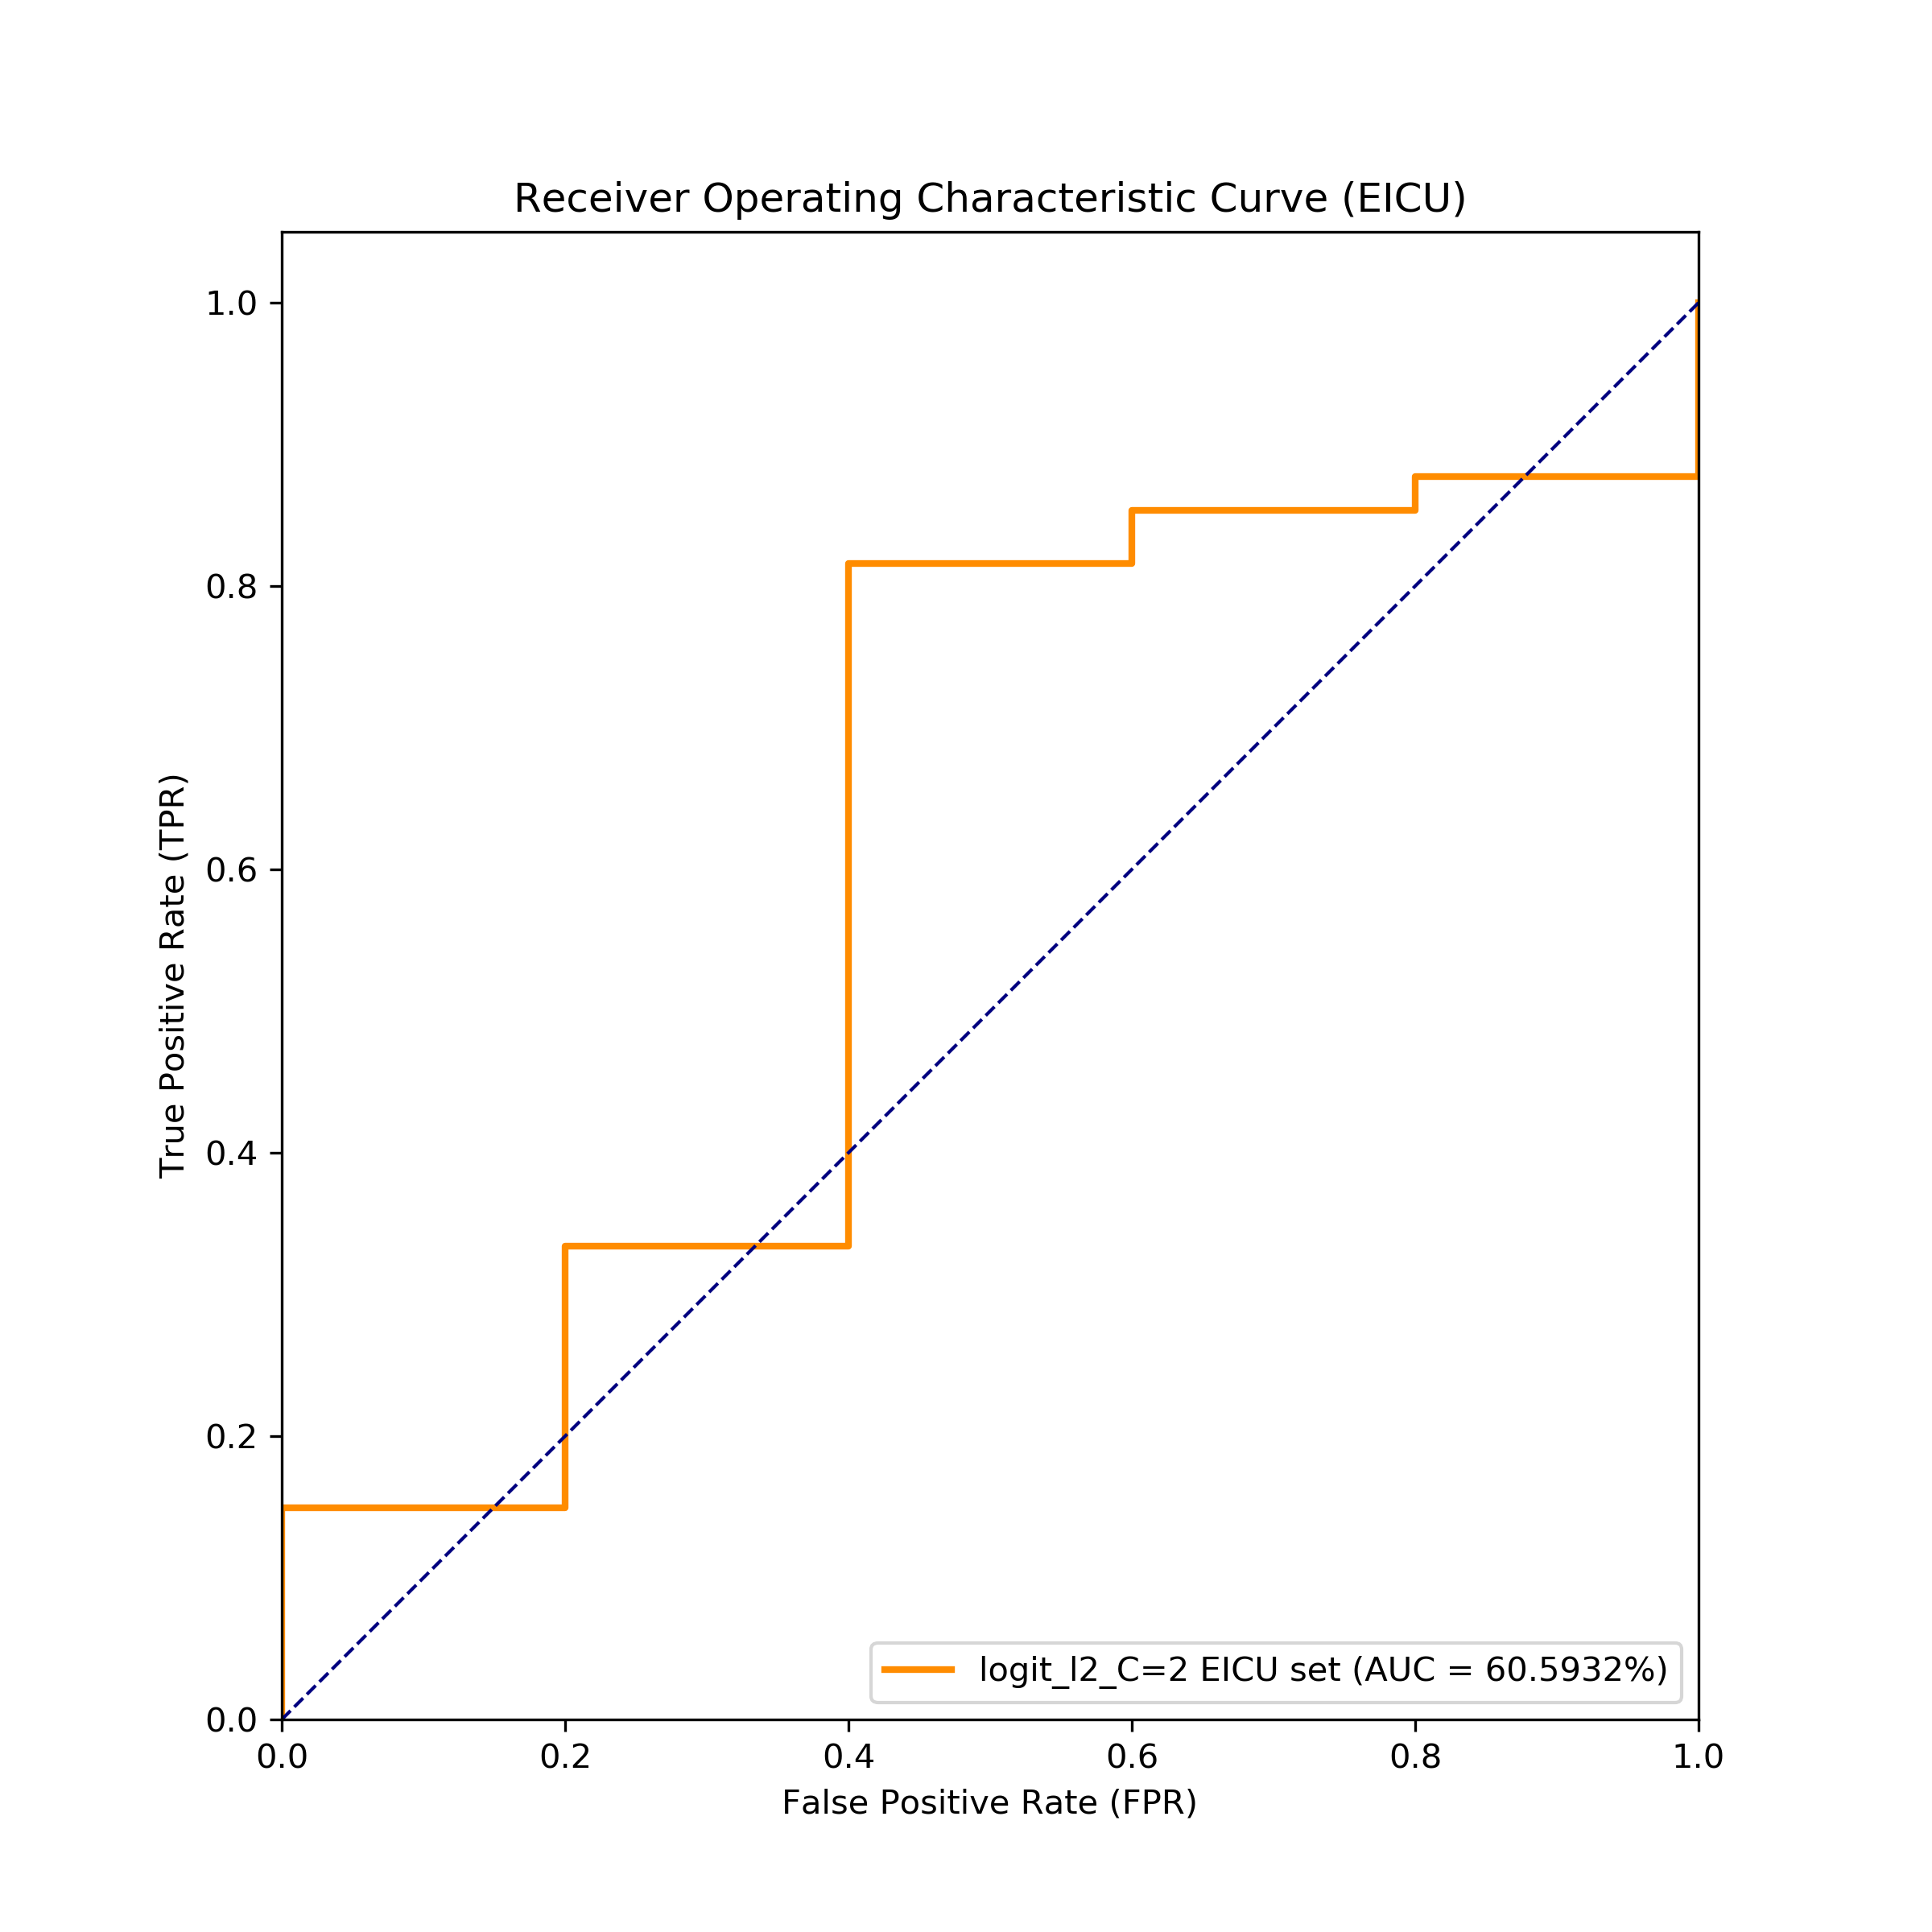 Receiver Operating Characteristic Curve (EICU)
1.0
0.8
0.6
0.4
0.2
0.0
True Positive Rate (TPR)
logit_l2_C=2 EICU set (AUC = 60.5932%)
0.0 0.2 0.4 0.6 0.8 1.0
False Positive Rate (FPR)